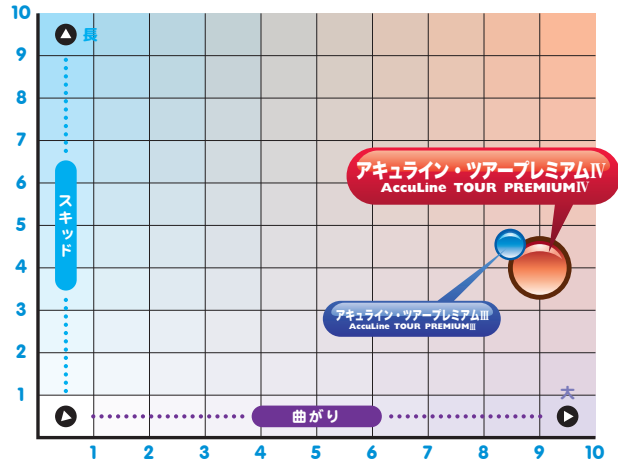 10
9
8
7
6
5
4
3
2
1
長
スキッド
アキュライン・ツアープレミアムⅣ
AccuLine TOUR PREMIUMⅣ
アキュライン・ツアープレミアムⅢ
AccuLine TOUR PREMIUMⅢ
大
曲がり
1 2 3 4 5 6 7 8 9 10